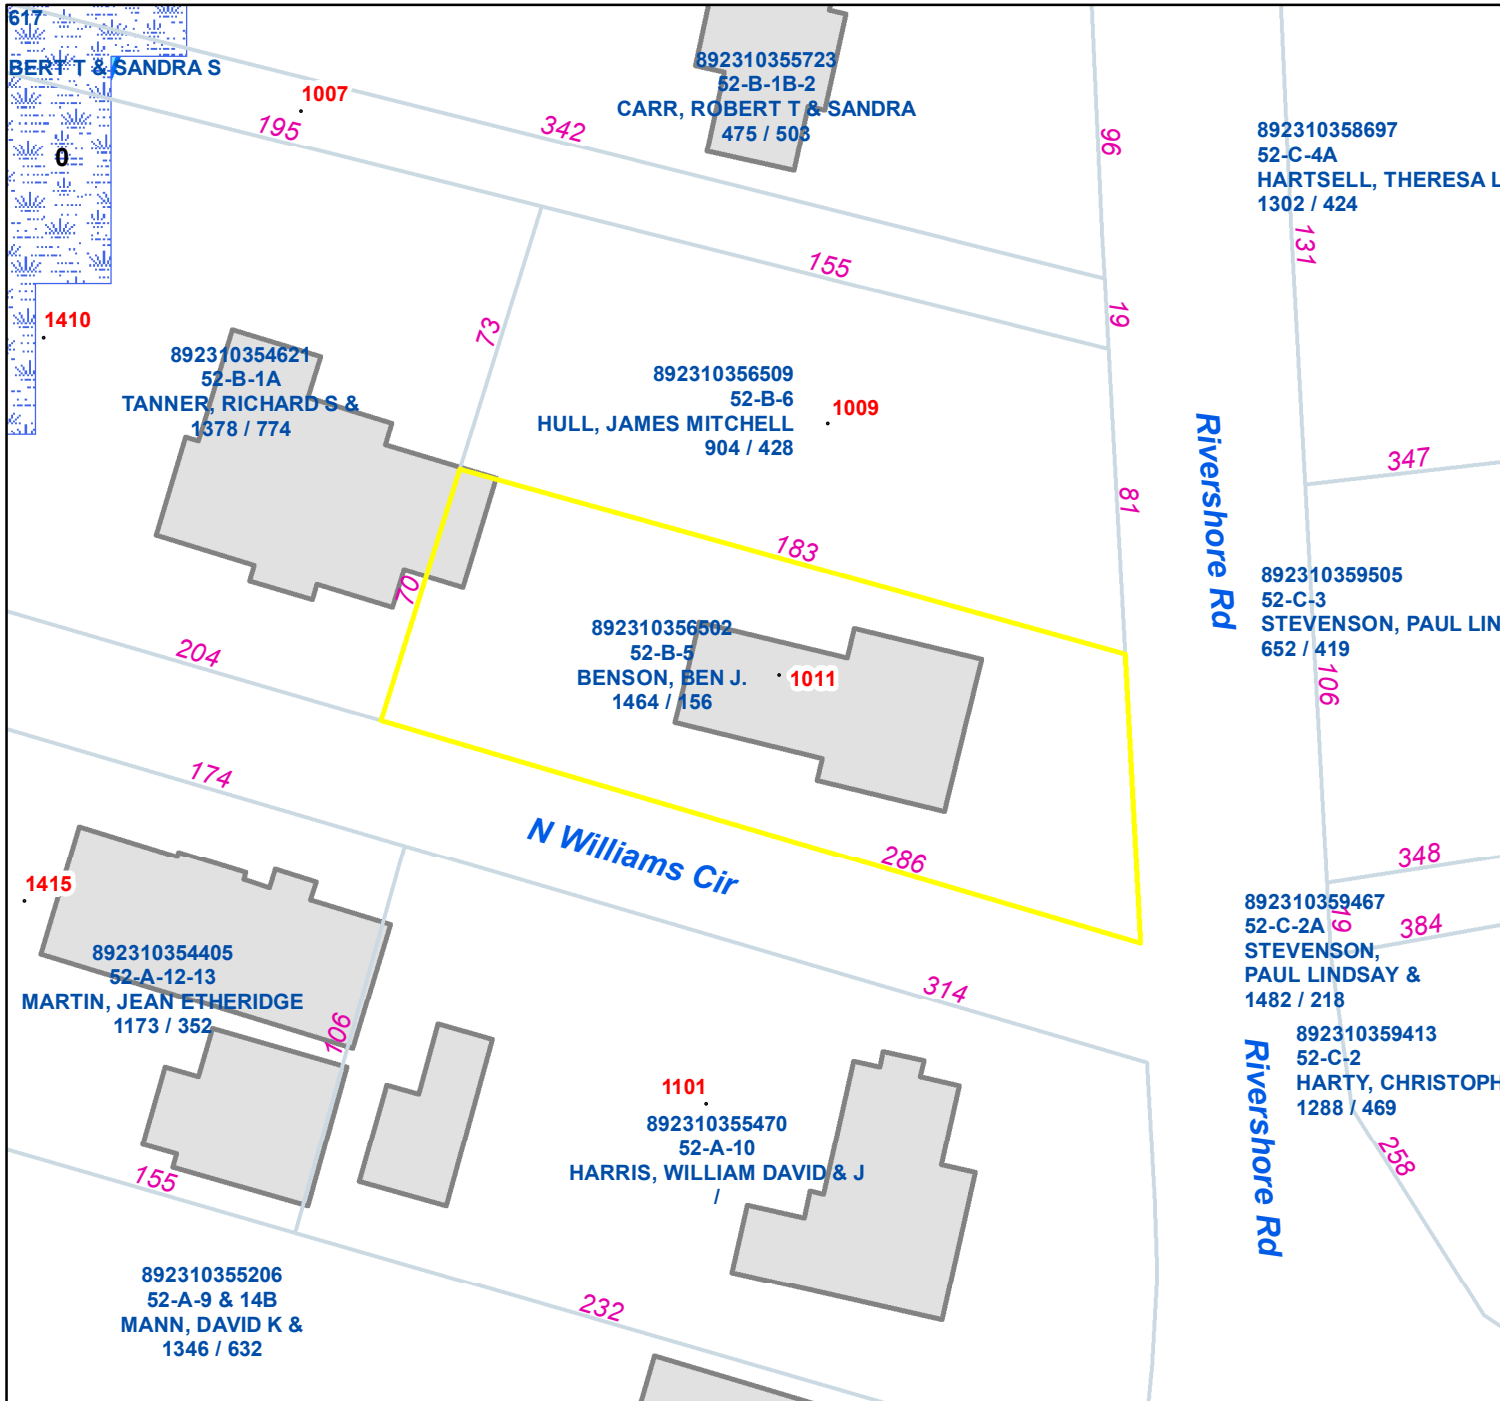 617
BERT T & SANDRA S
0
1007
195
342
892310355723
52-B-1B-2
CARR, ROBERT T & SANDRA
475 / 503
96
892310358697
52-C-4A
HARTSELL, THERESA L
1302 / 424
131
155
19
73
1410
892310354621
52-B-1A
TANNER, RICHARD S &
1378 / 774
892310356509
52-B-6
HULL, JAMES MITCHELL
904 / 428
1009
Rivershore Rd
347
81
183
70
892310359505
52-C-3
STEVENSON, PAUL LIN
652 / 419
106
204
892310356502
52-B-5
BENSON, BEN J.
1464 / 156
1011
174
N Williams Cir
286
348
1415
892310359467
52-C-2A
STEVENSON,
PAUL LINDSAY &
1482 / 218
19
384
892310354405
52-A-12-13
MARTIN, JEAN ETHERIDGE
1173 / 352
106
314
892310359413
52-C-2
HARTY, CHRISTOPH
1288 / 469
Rivershore Rd
258
1101
892310355470
52-A-10
HARRIS, WILLIAM DAVID & J
/
155
892310355206
52-A-9 & 14B
MANN, DAVID K &
1346 / 632
232